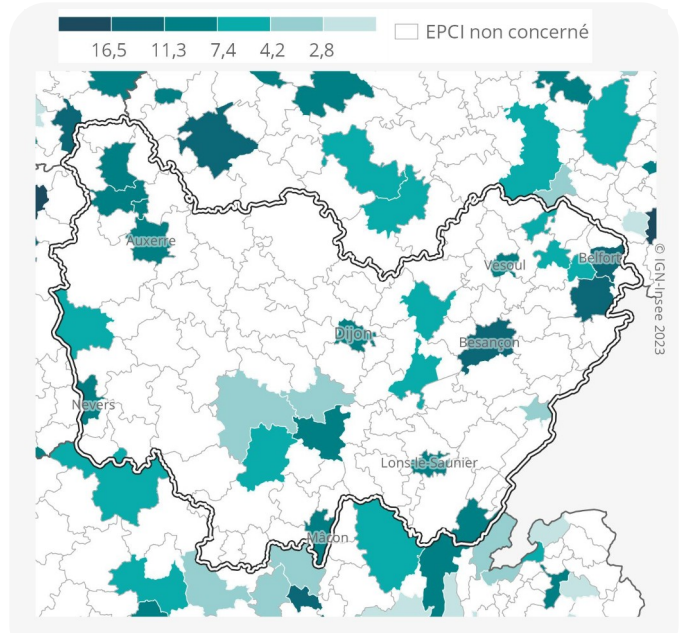 16,5 11,3 7,4 4,2 2,8
EPCI non concerné
Auxerre
Vesoul
Belfort
Dijon
Besançon
Nevers
Lons-le-Saunier
Mâcon
© IGN-Insee 2023